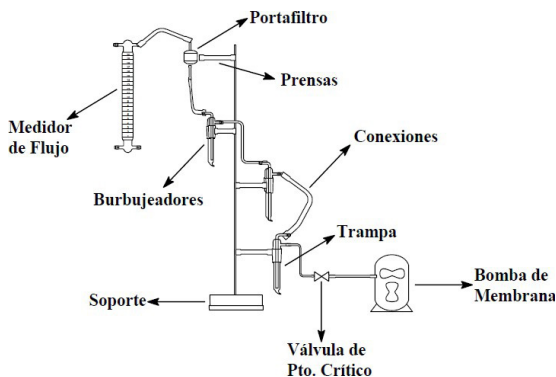 Portafiltro
Prensas
Medidor
de Flujo
Conexiones
Burbujeadores
Trampa
Bomba de
Membrana
Soporte
Válvula de
Pto. Crítico